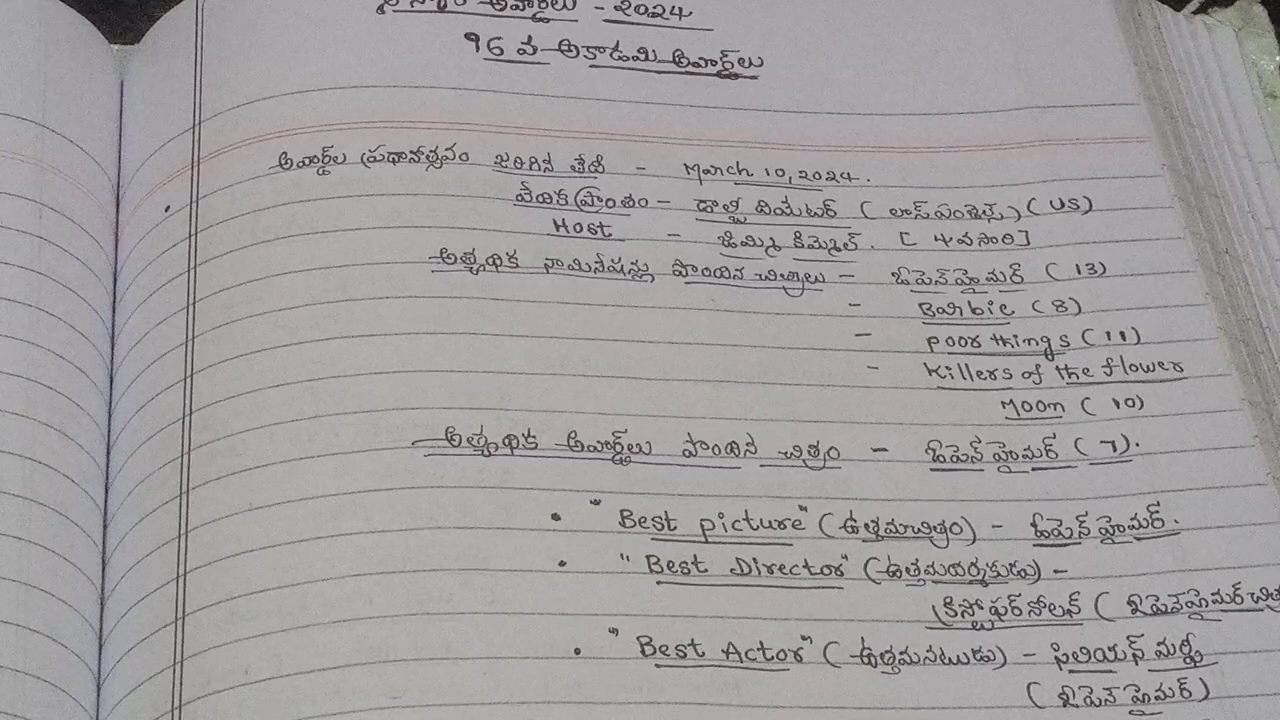 ఆస్కార్ అవార్డులు - 2024
96 వ అకాడమి అవార్డ్‌లు
అవార్డ్‌ల ప్రధానోత్సవం జరిగిన తేదీ - March 10, 2024.
వేదిక ప్రాంతం - డాల్బీ థియేటర్ (లాస్ ఏంజెల్స్) (US)
Host - జిమ్మి కిమ్మెల్. [4వసారి]
అత్యధిక నామినేషన్లు పొందిన చిత్రాలు - ఓపెన్ హైమర్ (13)
- Barbie (8)
- poor things (11)
- Killers of the flower
Moon (10)
అత్యధిక అవార్డ్‌లు పొందిన చిత్రం - ఓపెన్ హైమర్ (7).
• "Best picture" (ఉత్తమచిత్రం) - ఓపెన్ హైమర్.
• "Best Director" (ఉత్తమదర్శకుడు) -
క్రిస్టోఫర్ నోలన్ (ఓపెన్‌హైమర్ చిత్ర
• "Best Actor" (ఉత్తమనటుడు) - సిలియన్ మర్ఫీ
(ఓపెన్ హైమర్)